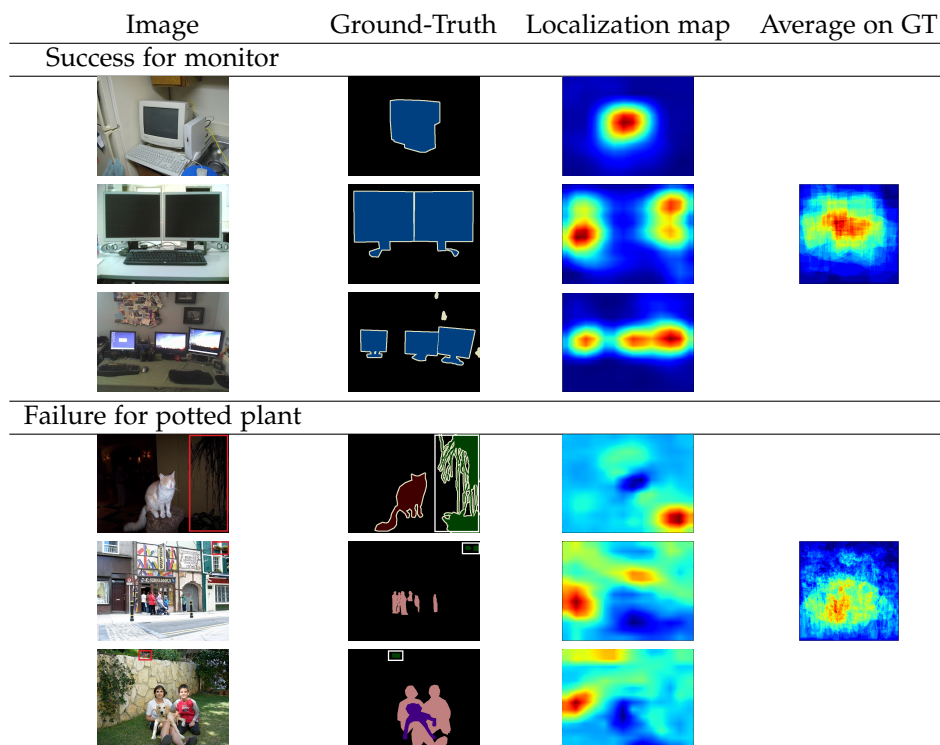 Image Ground-Truth Localization map Average on GT
Success for monitor
Failure for potted plant